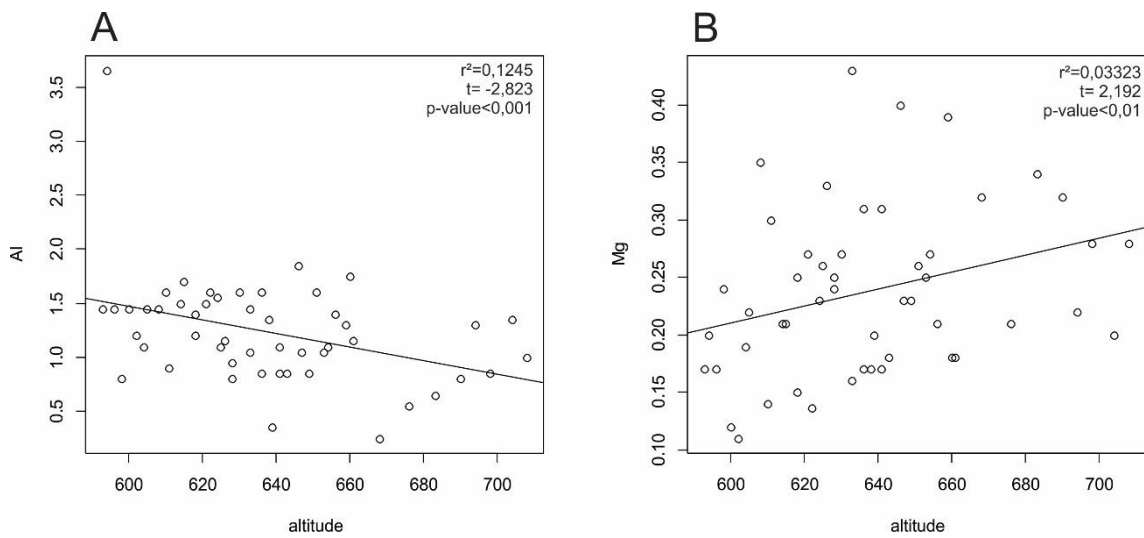 A
r²=0,1245
t= -2,823
p-value<0,001
3.5
3.0
2.5
2.0
1.5
1.0
0.5
Al
600 620 640 660 680 700
altitude
B
r²=0,03323
t= 2,192
p-value<0,01
0.40
0.35
0.30
0.25
0.20
0.15
0.10
Mg
600 620 640 660 680 700
altitude